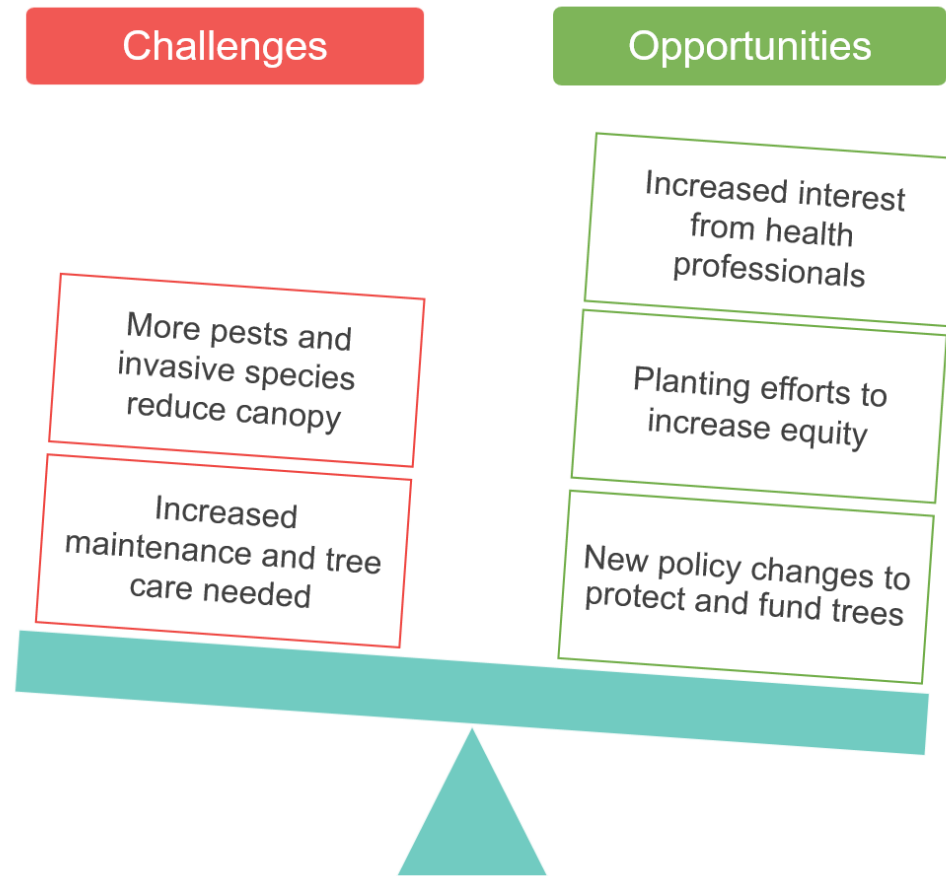 Challenges
Opportunities
More pests and
invasive species
reduce canopy
Increased
maintenance and tree
care needed
Increased interest
from health
professionals
Planting efforts to
increase equity
New policy changes to
protect and fund trees